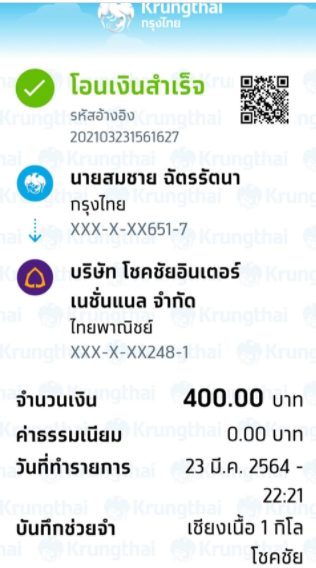 Krungthai
กรุงไทย
โอนเงินสำเร็จ
รหัสอ้างอิง
202103231561627
นายสมชาย ฉัตรรัตนา
กรุงไทย
XXX-X-XX651-7
บริษัท โชคชัยอินเตอร์
เนชั่นแนล จำกัด
ไทยพาณิชย์
XXX-X-XX248-1
จำนวนเงิน 400.00 บาท
ค่าธรรมเนียม 0.00 บาท
วันที่ทำรายการ 23 มี.ค. 2564 -
22:21
บันทึกช่วยจำ เซียงเนื้อ 1 กิโล
โชคชัย